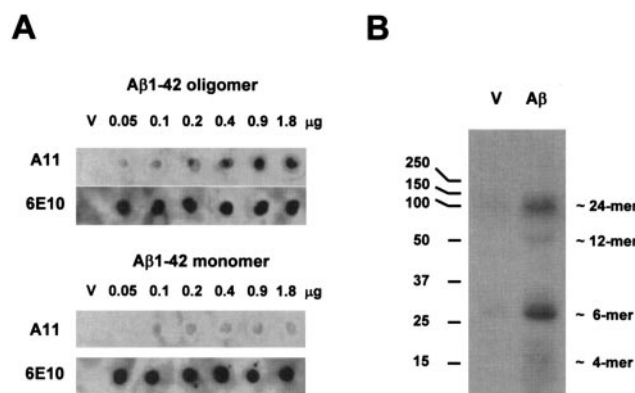 A
Aβ1-42 oligomer
V 0.05 0.1 0.2 0.4 0.9 1.8 μg
A11
6E10
Aβ1-42 monomer
V 0.05 0.1 0.2 0.4 0.9 1.8 μg
A11
6E10
B
V Aβ
250
150
100 ~ 24-mer
50 ~ 12-mer
37
25 ~ 6-mer
15 ~ 4-mer